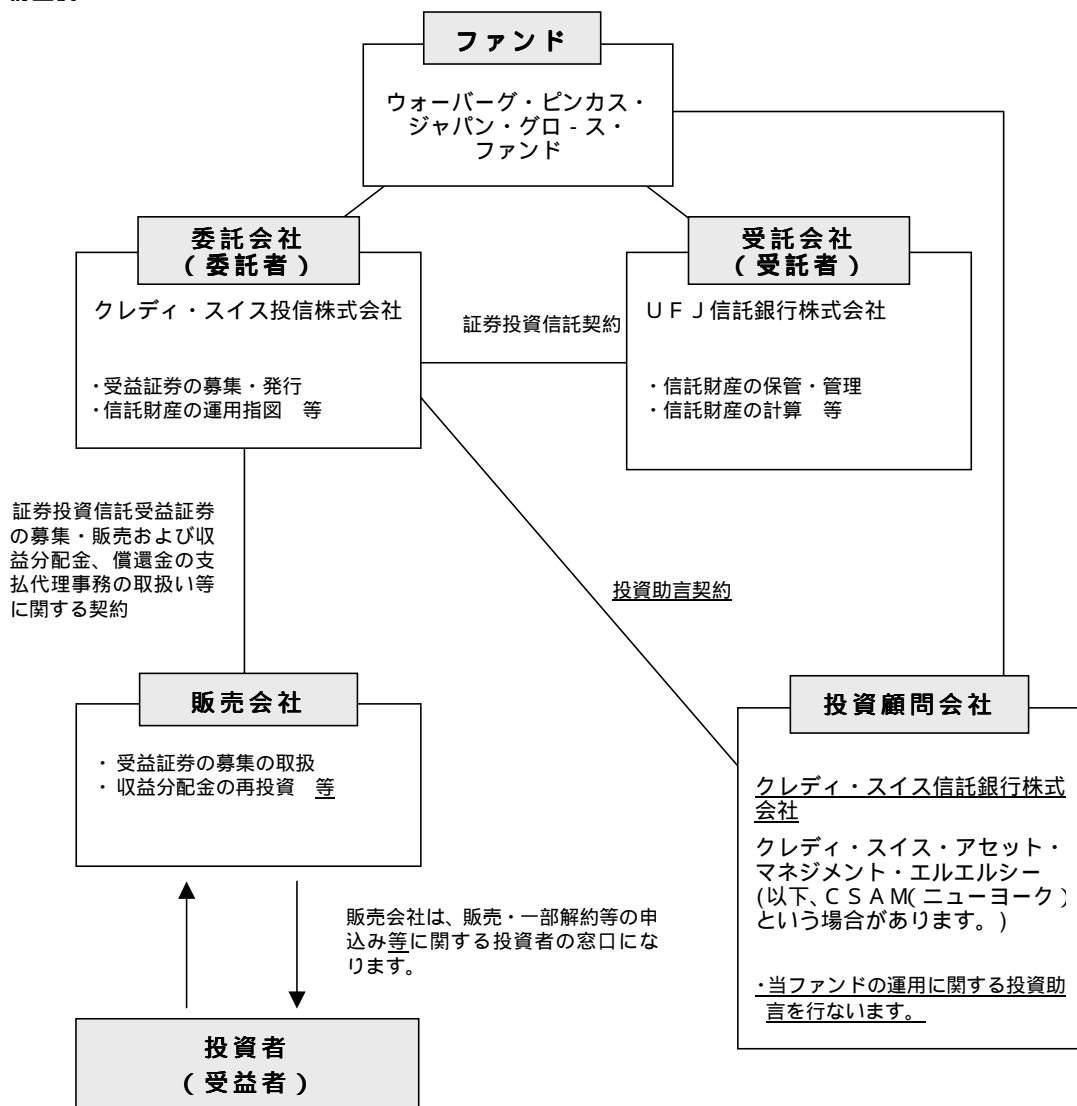 ファンド
ウォーバーグ・ピンカス・
ジャパン・グロ - ス・
ファンド
委託会社
(委託者)
クレディ・スイス投信株式会社
・受益証券の募集・発行
・信託財産の運用指図 等
証券投資信託契約
受託会社
(受託者)
ＵＦＪ信託銀行株式会社
・信託財産の保管・管理
・信託財産の計算 等
証券投資信託受益証券
の募集・販売および収
益分配金、償還金の支
払代理事務の取扱い等
に関する契約
投資助言契約
販売会社
・ 受益証券の募集の取扱
・ 収益分配金の再投資 等
投資顧問会社
クレディ・スイス信託銀行株式
会社
クレディ・スイス・アセット・
マネジメント・エルエルシー
(以下、ＣＳＡＭ(ニューヨーク)
という場合があります。)
・当ファンドの運用に関する投資助
言を行ないます。
販売会社は、販売・一部解約等の申
込み等に関する投資者の窓口にな
ります。
投資者
(受益者)